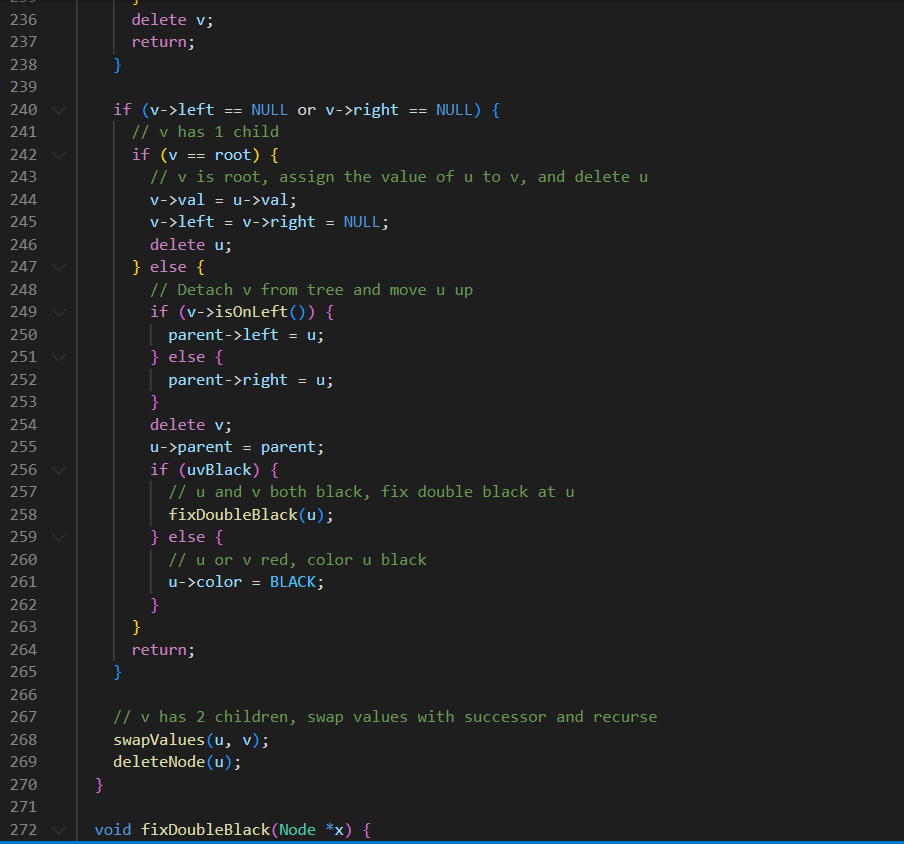 236 delete v;
237 return;
238 }
239
240 if (v->left == NULL or v->right == NULL) {
241 // v has 1 child
242 if (v == root) {
243 // v is root, assign the value of u to v, and delete u
244 v->val = u->val;
245 v->left = v->right = NULL;
246 delete u;
247 } else {
248 // Detach v from tree and move u up
249 if (v->isOnLeft()) {
250 parent->left = u;
251 } else {
252 parent->right = u;
253 }
254 delete v;
255 u->parent = parent;
256 if (uvBlack) {
257 // u and v both black, fix double black at u
258 fixDoubleBlack(u);
259 } else {
260 // u or v red, color u black
261 u->color = BLACK;
262 }
263 }
264 return;
265 }
266
267 // v has 2 children, swap values with successor and recurse
268 swapValues(u, v);
269 deleteNode(u);
270 }
271
272 void fixDoubleBlack(Node *x) {